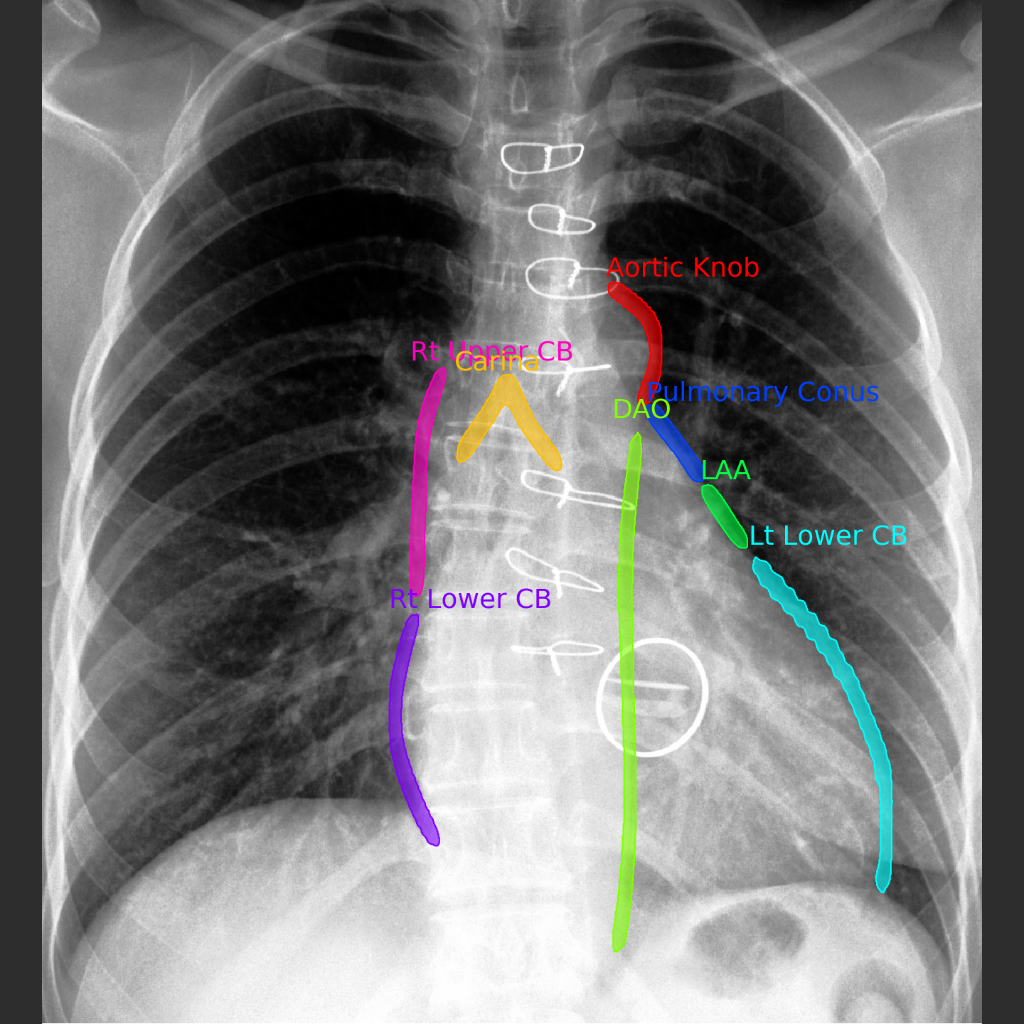 Aortic Knob
Rt Upper CB
Carina
Pulmonary Conus
DAO
LAA
Lt Lower CB
Rt Lower CB